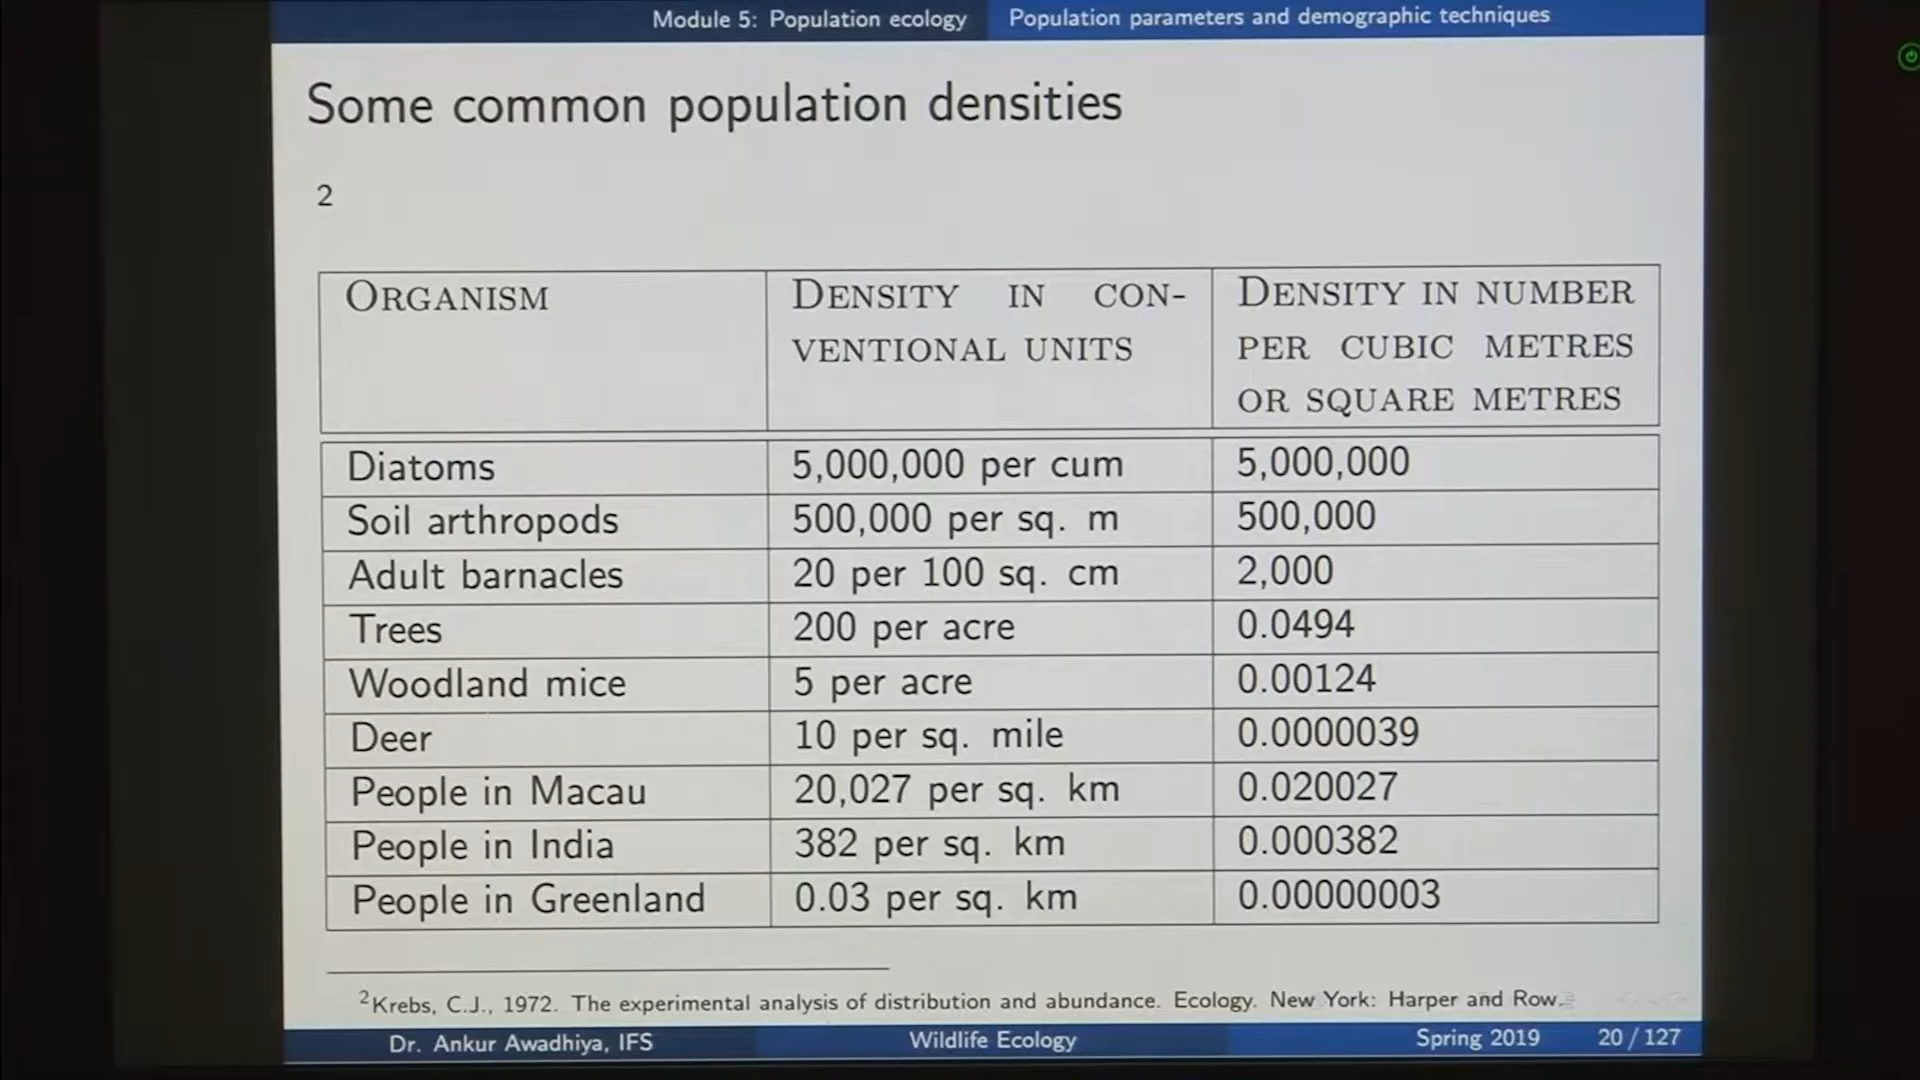 Module 5: Population ecology Population parameters and demographic techniques
Some common population densities
2
ORGANISM DENSITY IN CON- DENSITY IN NUMBER
VENTIONAL UNITS PER CUBIC METRES
OR SQUARE METRES
Diatoms 5,000,000 per cum 5,000,000
Soil arthropods 500,000 per sq. m 500,000
Adult barnacles 20 per 100 sq. cm 2,000
Trees 200 per acre 0.0494
Woodland mice 5 per acre 0.00124
Deer 10 per sq. mile 0.0000039
People in Macau 20,027 per sq. km 0.020027
People in India 382 per sq. km 0.000382
People in Greenland 0.03 per sq. km 0.00000003
2Krebs, C.J., 1972. The experimental analysis of distribution and abundance. Ecology. New York: Harper and Row.
Dr. Ankur Awadhiya, IFS Wildlife Ecology Spring 2019 20 / 127